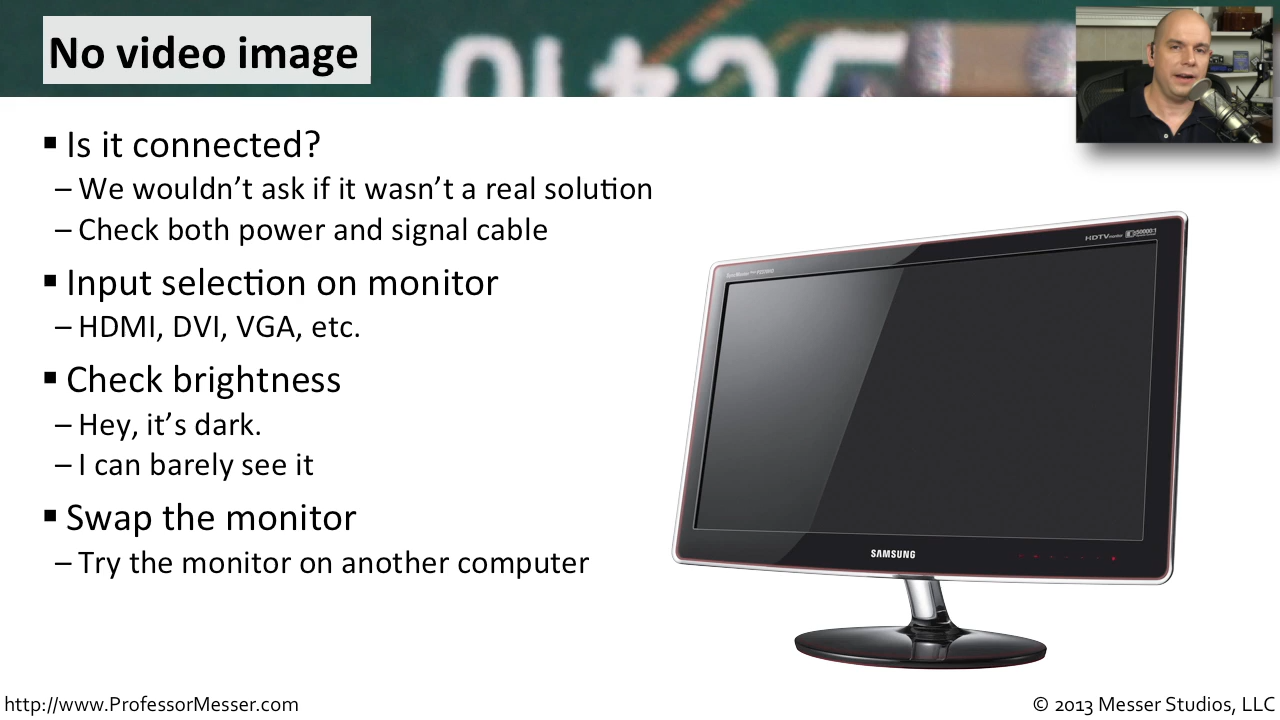 No video image
▪ Is it connected?
– We wouldn’t ask if it wasn’t a real solution
– Check both power and signal cable
▪ Input selection on monitor
– HDMI, DVI, VGA, etc.
▪ Check brightness
– Hey, it’s dark.
– I can barely see it
▪ Swap the monitor
– Try the monitor on another computer
HDTV
SAMSUNG
http://www.ProfessorMesser.com
© 2013 Messer Studios, LLC